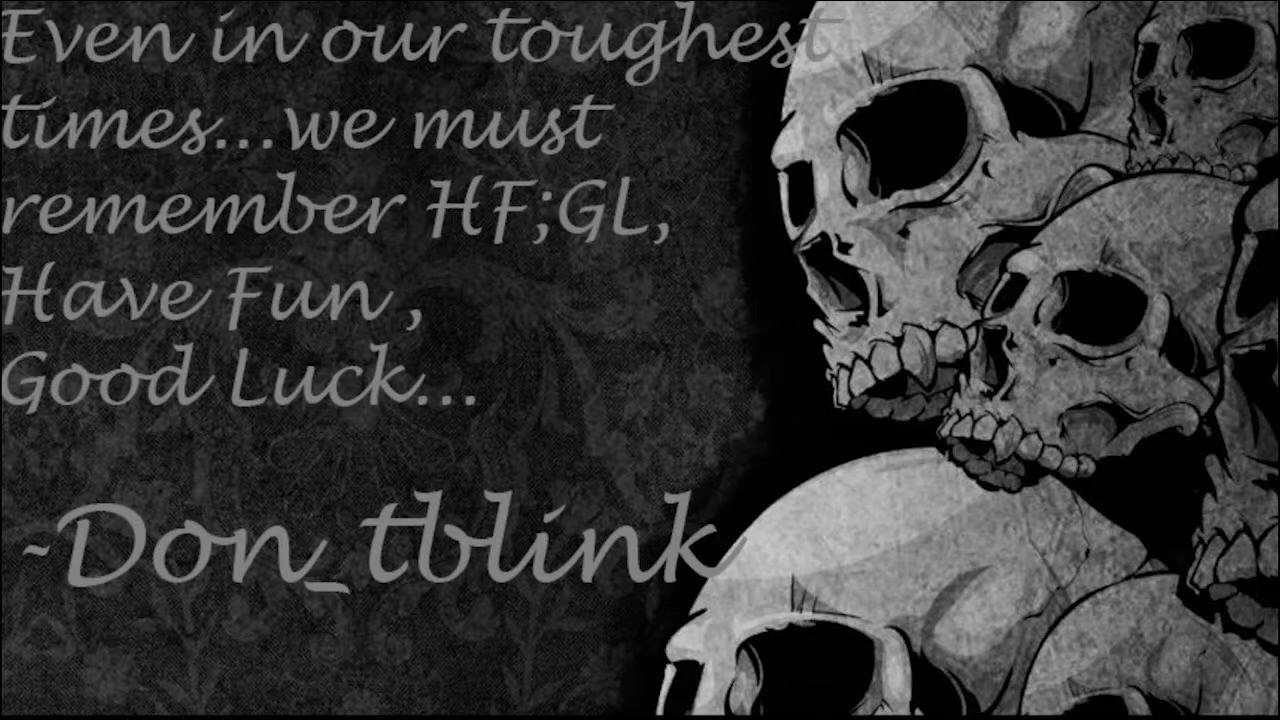 Even in our toughest
times...we must
remember HF;GL,
Have Fun ,
Good Luck...
~Don_tblink